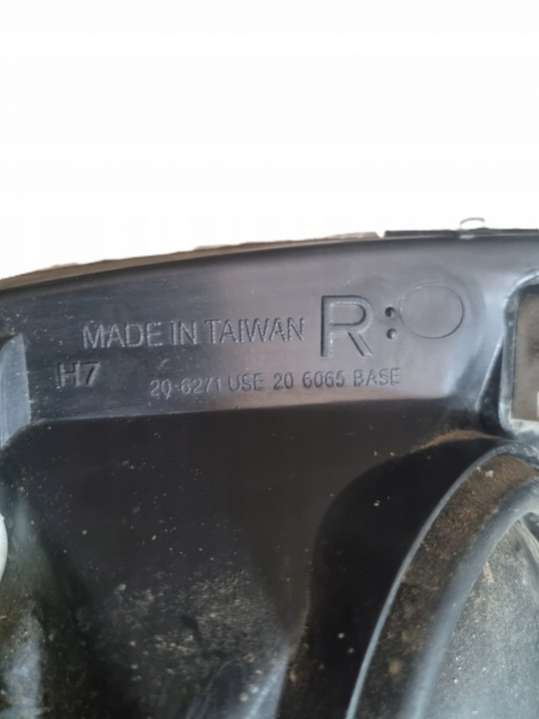 MADE IN TAIWAN R:
H7
20-6271 USE 20 6065 BASE